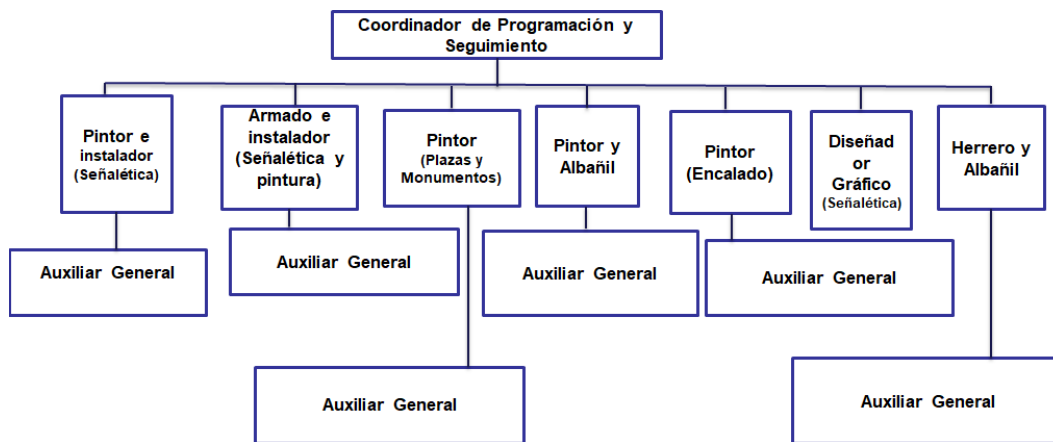 Coordinador de Programación y
Seguimiento
Pintor e
instalador
(Señalética)
Armado e
instalador
(Señalética y
pintura)
Pintor
(Plazas y
Monumentos)
Pintor y
Albañil
Pintor
(Encalado)
Diseñad
or
Gráfico
(Señalética)
Herrero y
Albañil
Auxiliar General
Auxiliar General
Auxiliar General
Auxiliar General
Auxiliar General
Auxiliar General